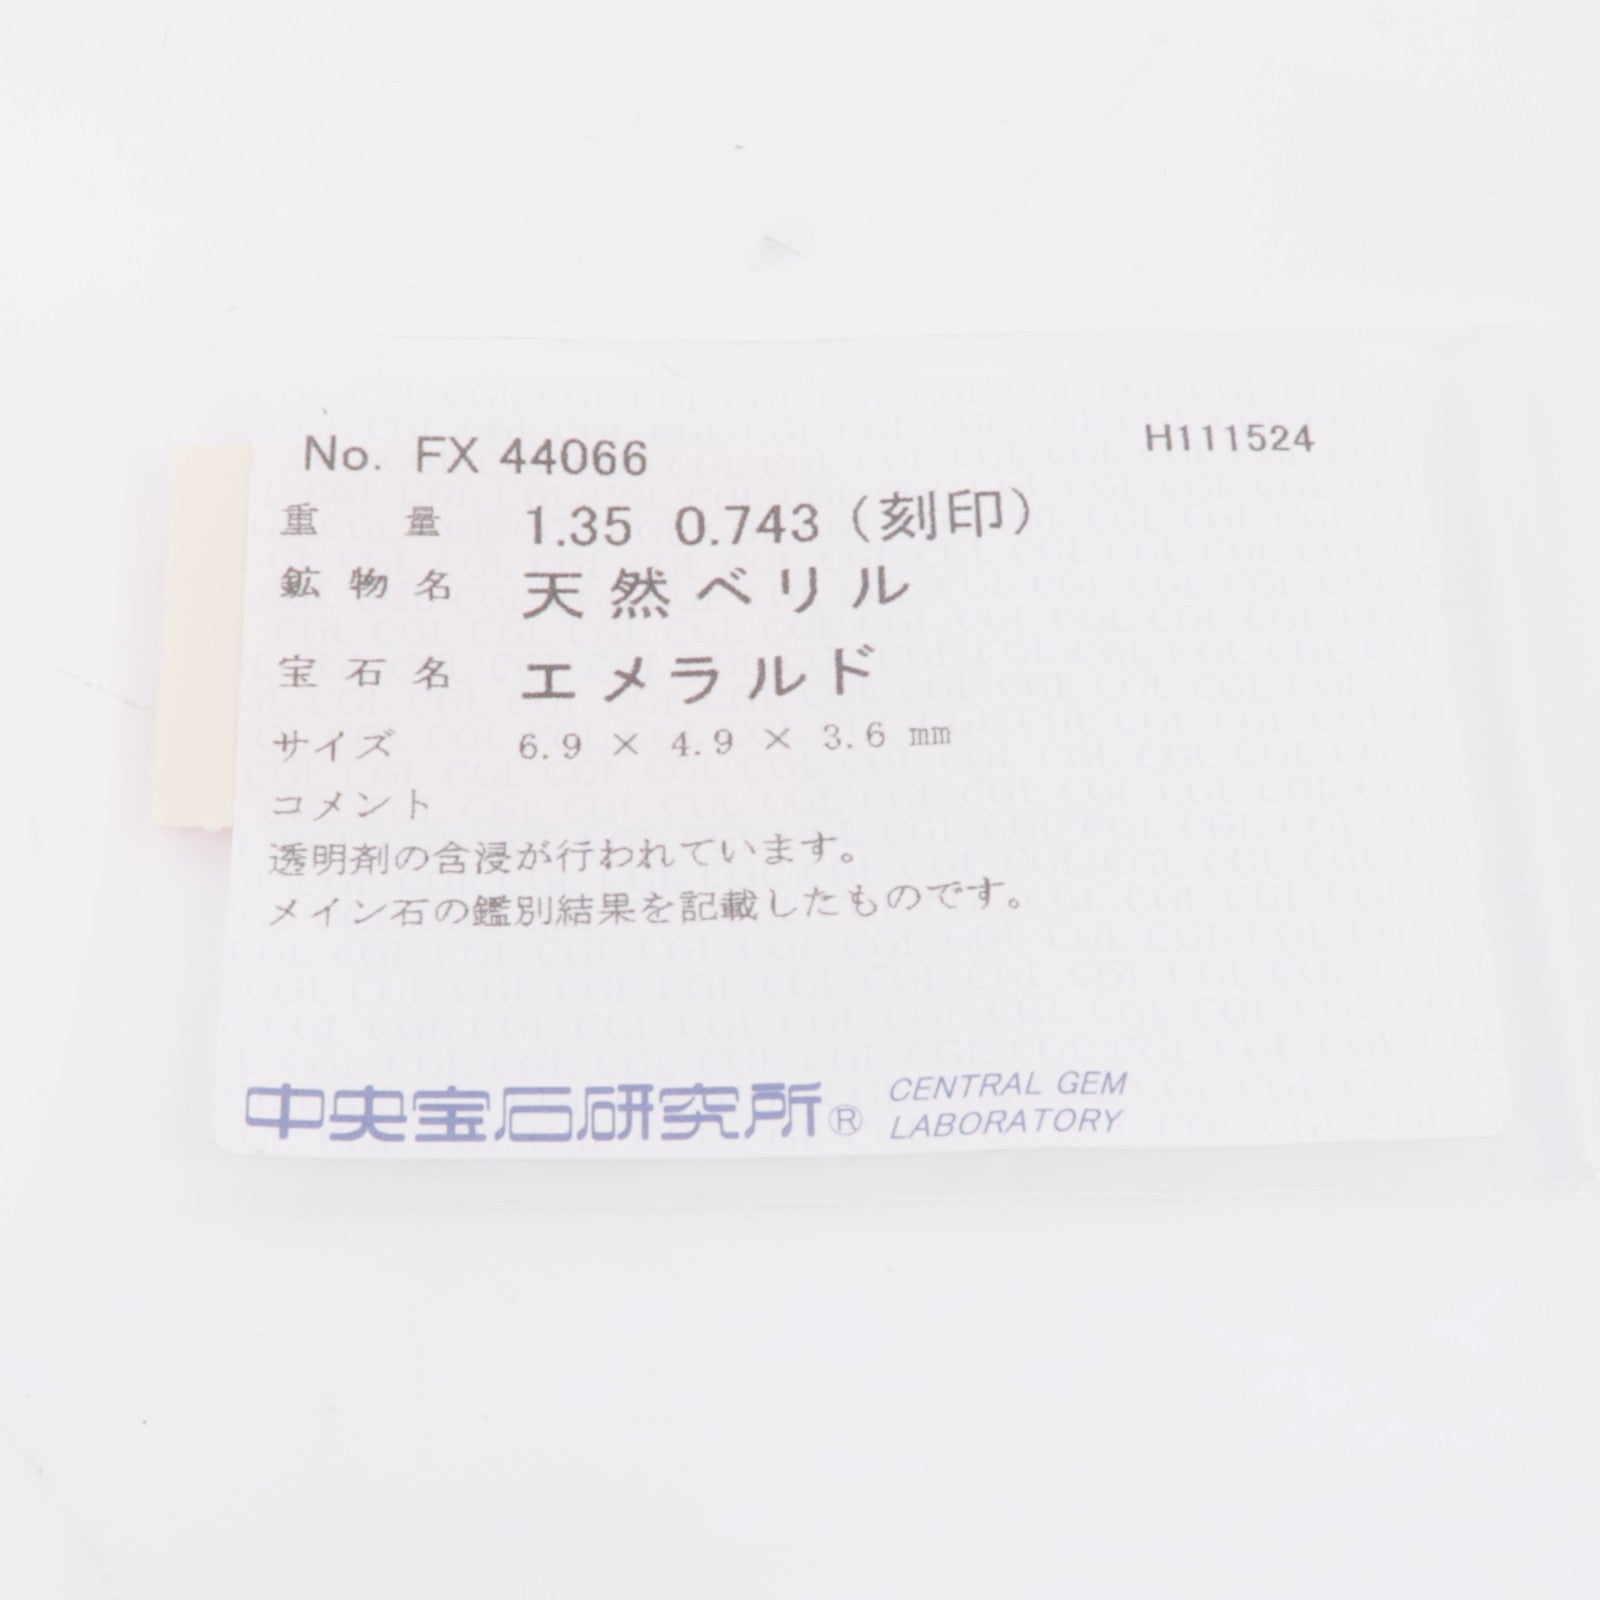 No. FX 44066 H111524
重量 1.35 0.743 (刻印)
鉱物名 天然ベリル
宝石名 エメラルド
サイズ 6.9 × 4.9 × 3.6 mm
コメント
透明剤の含浸が行われています。
メイン石の鑑別結果を記載したものです。
中央宝石研究所® CENTRAL GEM
LABORATORY